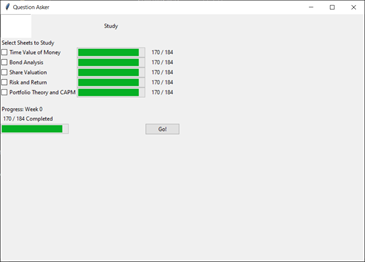 Question Asker
Study
Select Sheets to Study
Time Value of Money 170 / 184
Bond Analysis 170 / 184
Share Valuation 170 / 184
Risk and Return 170 / 184
Portfolio Theory and CAPM 170 / 184
Progress: Week 0
170 / 184 Completed
Go!